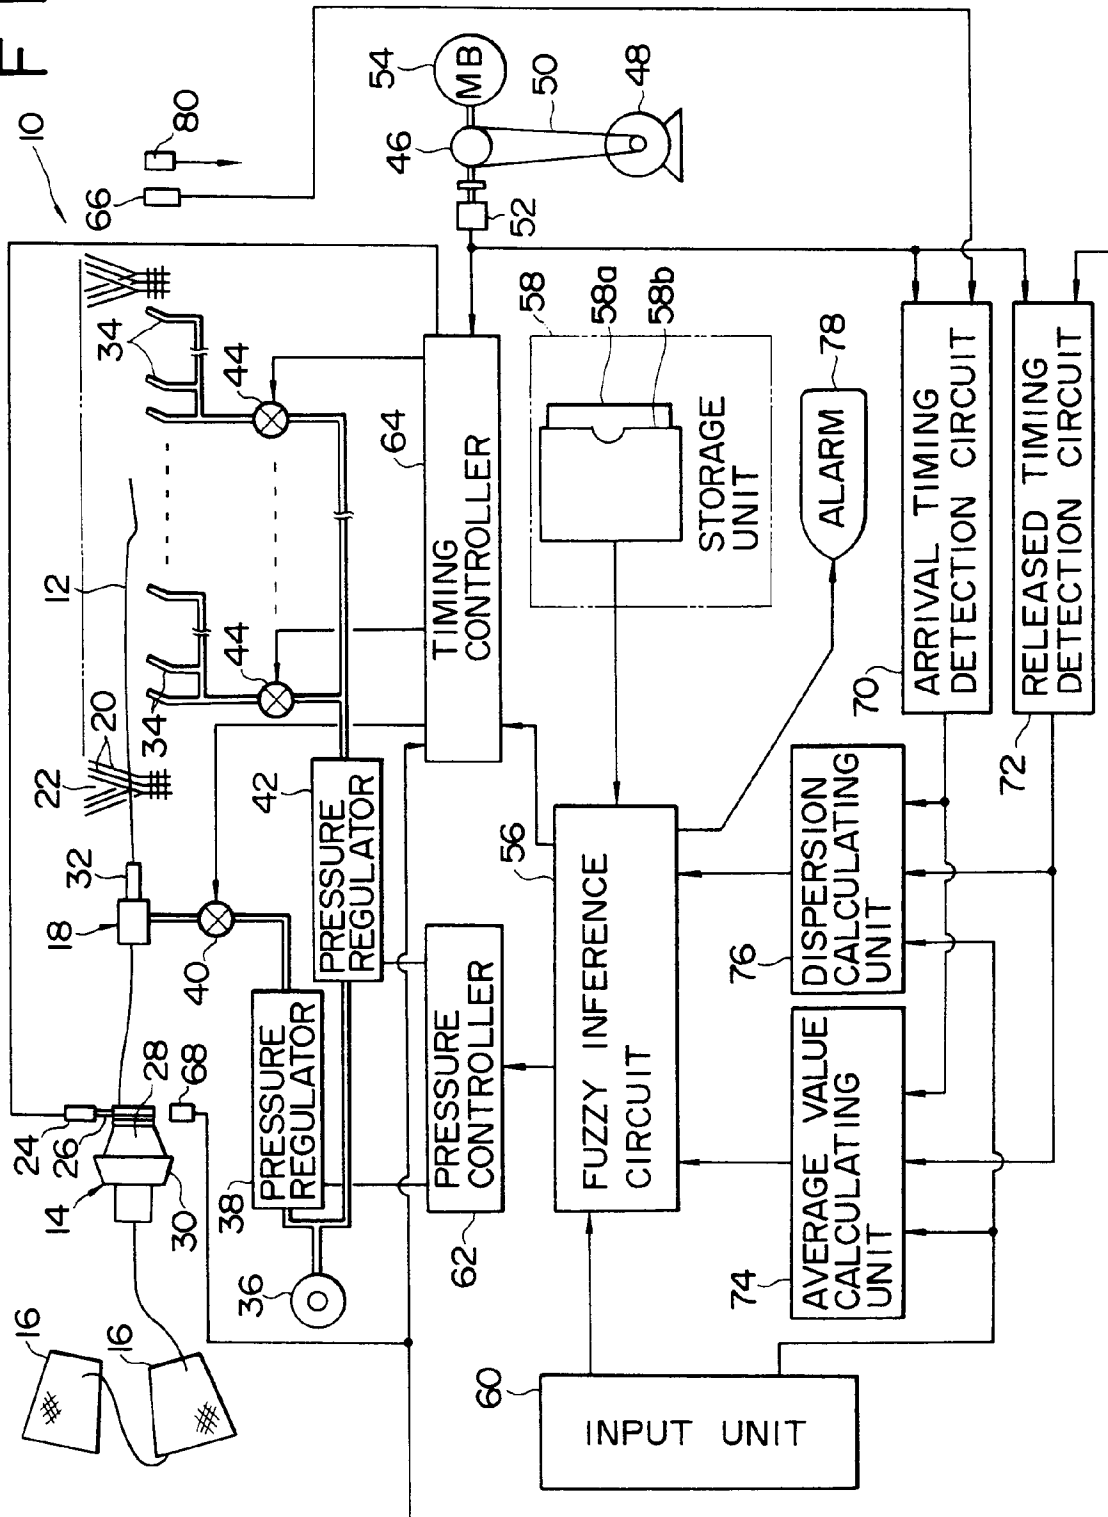 F
10
16
16
14
30
24
26
28
68
18
32
22
20
12
34
34
66
80
54
MB
46
50
48
52
36
38
PRESSURE
REGULATOR
40
42
PRESSURE
REGULATOR
44
44
62
PRESSURE
CONTROLLER
64
TIMING
CONTROLLER
58
58a
58b
STORAGE
UNIT
56
FUZZY INFERENCE
CIRCUIT
78
ALARM
60
INPUT UNIT
74
AVERAGE VALUE
CALCULATING
UNIT
76
DISPERSION
CALCULATING
UNIT
70
ARRIVAL TIMING
DETECTION CIRCUIT
72
RELEASED TIMING
DETECTION CIRCUIT